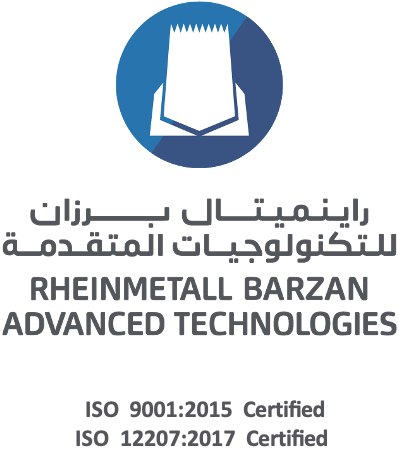 راينميتال برزان
للتكنولوجيات المتقدمة
RHEINMETALL BARZAN
ADVANCED TECHNOLOGIES
ISO 9001:2015 Certified
ISO 12207:2017 Certified